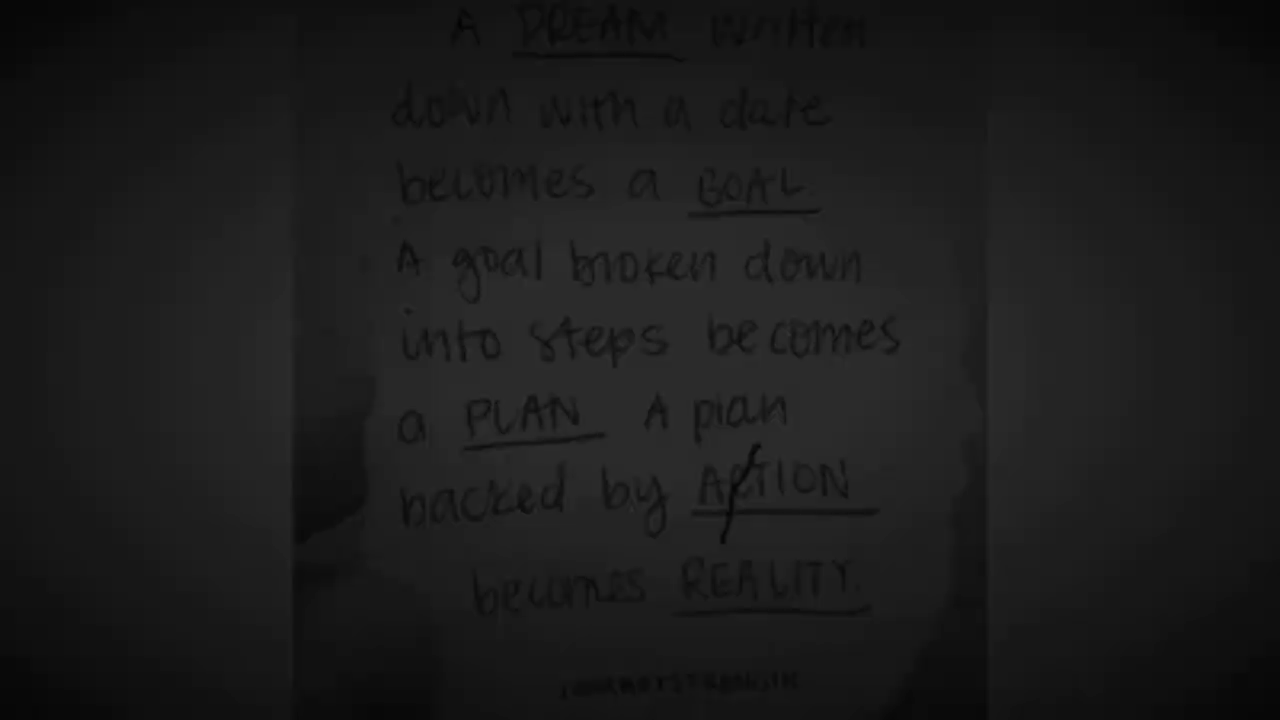 A DREAM written
down with a date
becomes a GOAL.
A goal broken down
into steps becomes
a PLAN A plan
backed by ACTION
becomes REALITY.